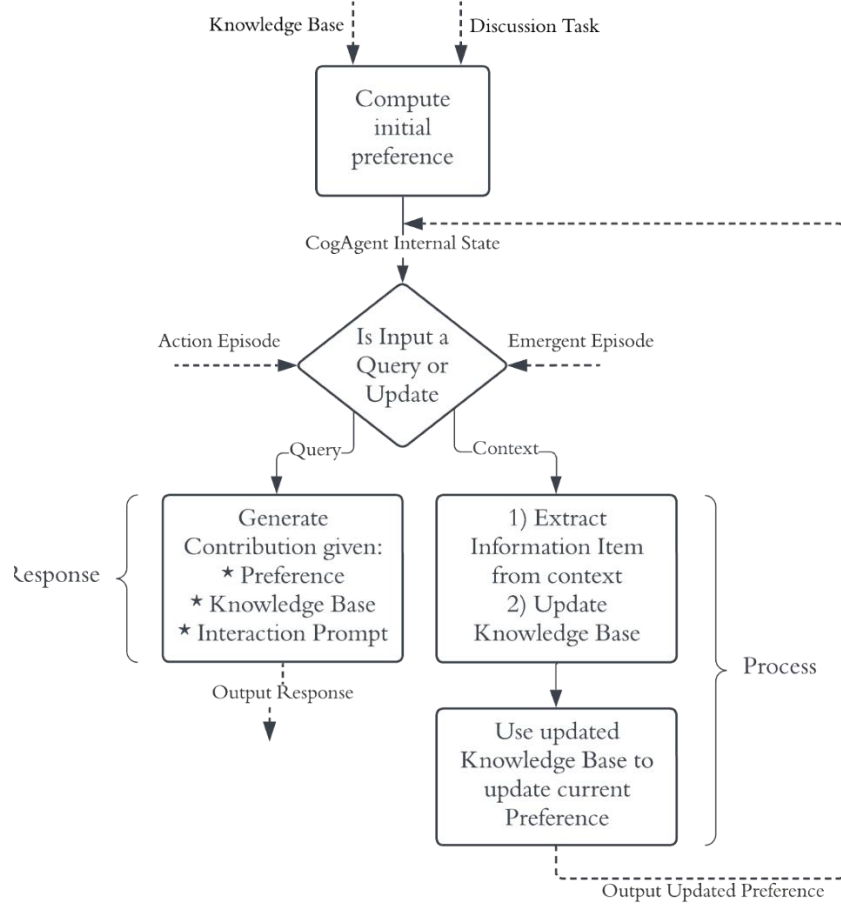 Knowledge Base
Discussion Task
Compute
initial
preference
CogAgent Internal State
Action Episode
Is Input a
Query or
Update
Emergent Episode
Query
Context
Response
Generate
Contribution given:
★ Preference
★ Knowledge Base
★ Interaction Prompt
1) Extract
Information Item
from context
2) Update
Knowledge Base
Process
Output Response
Use updated
Knowledge Base to
update current
Preference
Output Updated Preference